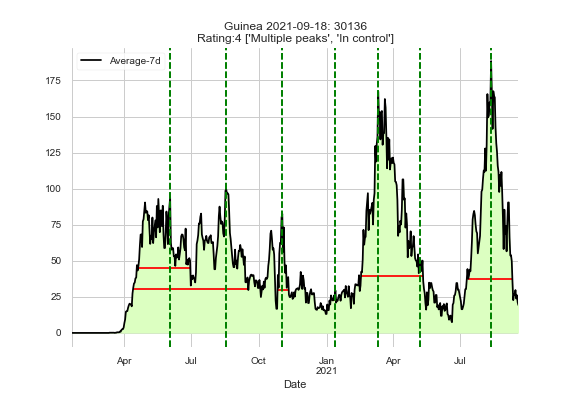 Guinea 2021-09-18: 30136
Rating:4 ['Multiple peaks', 'In control']
Average-7d
175
150
125
100
75
50
25
0
Apr
Jul
Oct
Jan
2021
Apr
Jul
Date